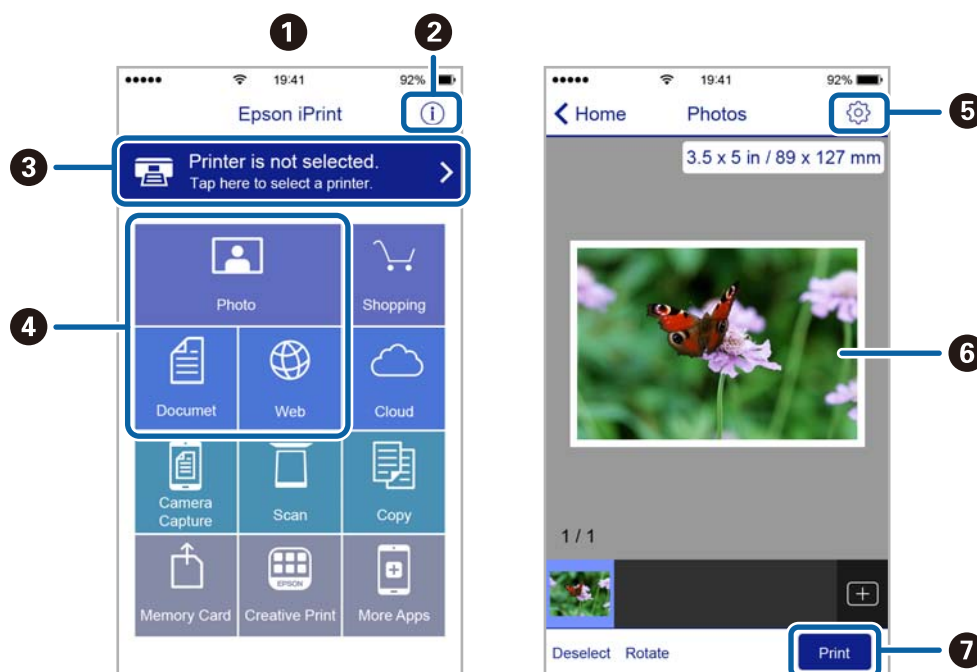 1
2
19:41
92%
Epson iPrint
3
Printer is not selected.
Tap here to select a printer.
4
Photo
Shopping
Documet
Web
Cloud
Camera
Capture
Scan
Copy
EPSON
Memory Card
Creative Print
More Apps
19:41
92%
Home
Photos
5
3.5 x 5 in / 89 x 127 mm
6
1 / 1
Deselect
Rotate
Print
7